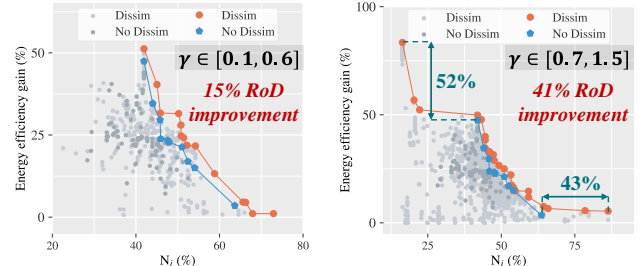 Dissim
Dissim
No Dissim
No Dissim
γ ∈ [0.1, 0.6]
15% RoD
improvement
Energy efficiency gain (%)
50
25
0
20
40
60
80
N_i (%)
Dissim
Dissim
No Dissim
No Dissim
γ ∈ [0.7, 1.5]
52%
41% RoD
improvement
43%
Energy efficiency gain (%)
100
50
0
25
50
75
N_i (%)